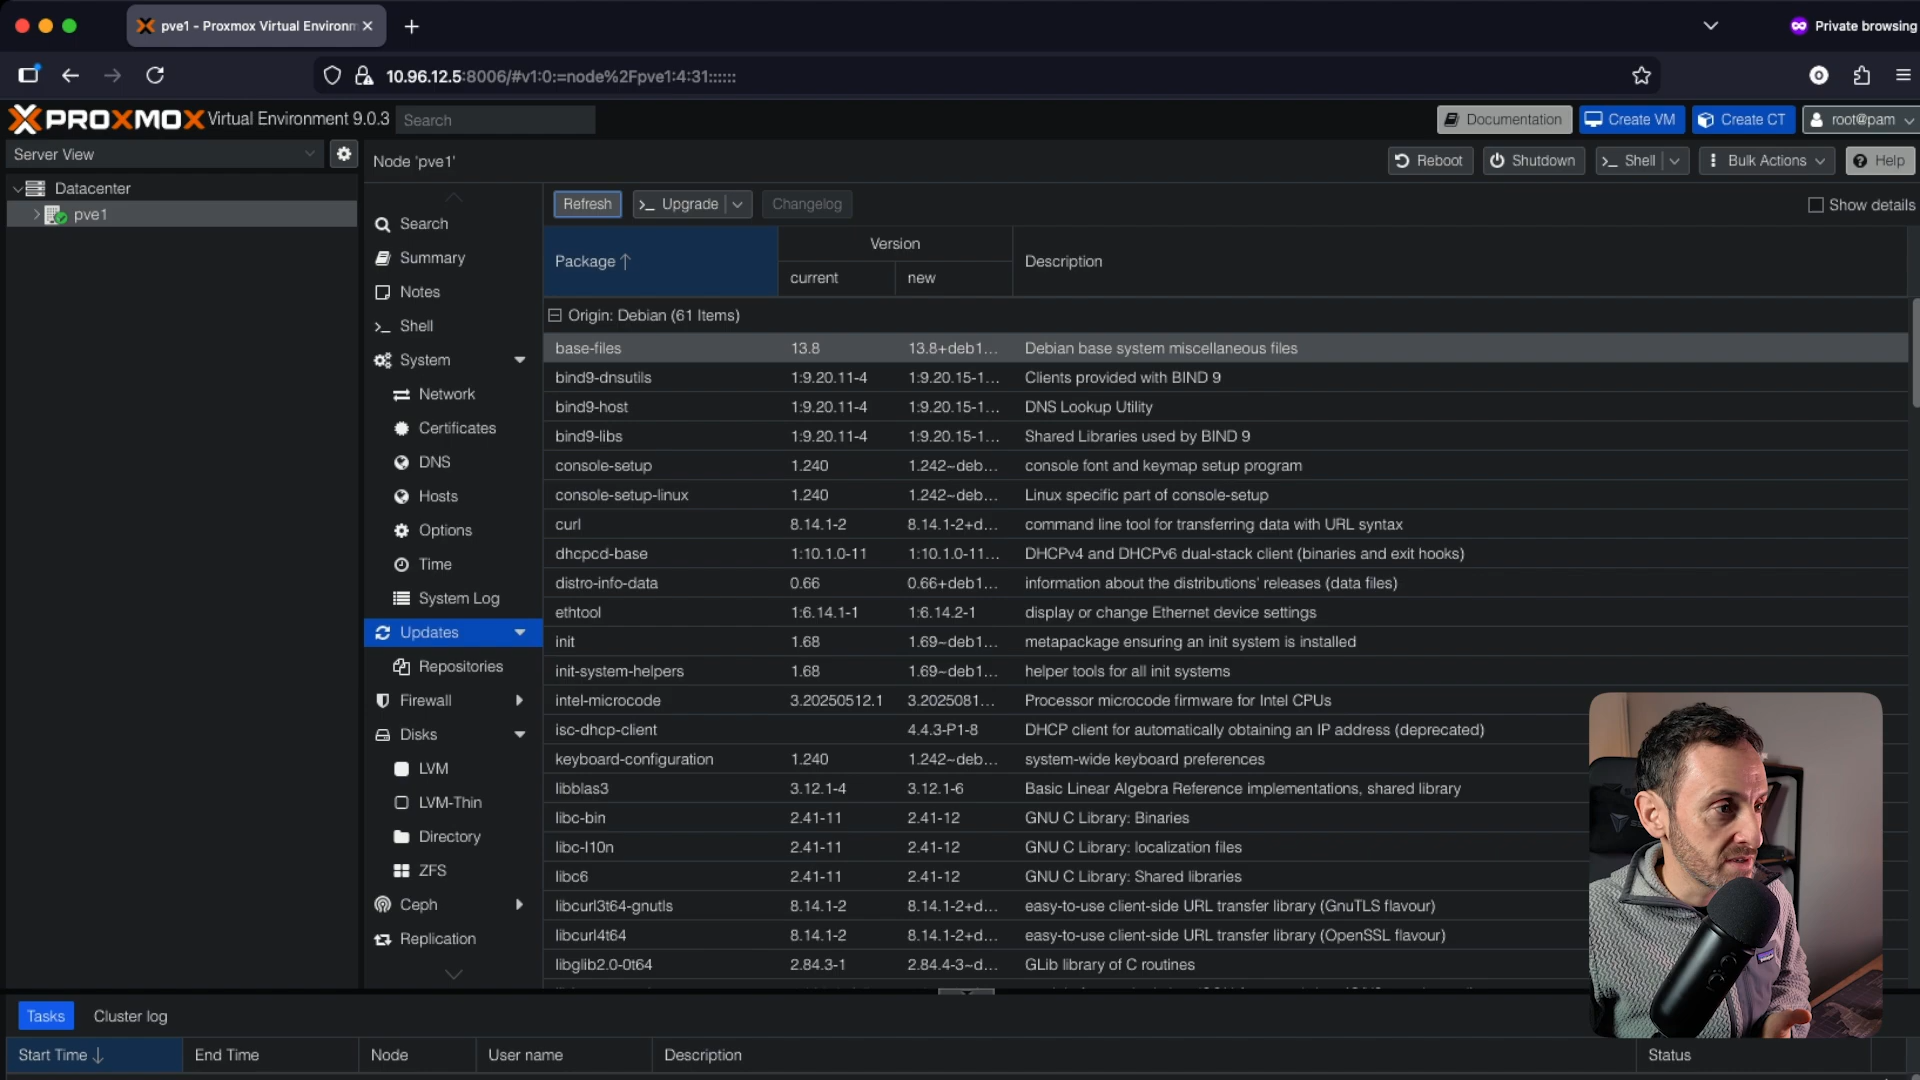 pve1 - Proxmox Virtual Environm
Private browsing
10.96.12.5:8006/#v1:0:=node%2Fpve1:4:31::::::
PROXMOX Virtual Environment 9.0.3
Search
Documentation
Create VM
Create CT
root@pam
Server View
Node 'pve1'
Reboot
Shutdown
Shell
Bulk Actions
Help
Datacenter
pve1
Search
Summary
Notes
Shell
System
Network
Certificates
DNS
Hosts
Options
Time
System Log
Updates
Repositories
Firewall
Disks
LVM
LVM-Thin
Directory
ZFS
Ceph
Replication
Refresh
Upgrade
Changelog
Show details
Package
Version
current
new
Description
Origin: Debian (61 Items)
base-files 13.8 13.8+deb1... Debian base system miscellaneous files
bind9-dnsutils 1:9.20.11-4 1:9.20.15-1... Clients provided with BIND 9
bind9-host 1:9.20.11-4 1:9.20.15-1... DNS Lookup Utility
bind9-libs 1:9.20.11-4 1:9.20.15-1... Shared Libraries used by BIND 9
console-setup 1.240 1.242~deb... console font and keymap setup program
console-setup-linux 1.240 1.242~deb... Linux specific part of console-setup
curl 8.14.1-2 8.14.1-2+d... command line tool for transferring data with URL syntax
dhcpcd-base 1:10.1.0-11 1:10.1.0-11... DHCPv4 and DHCPv6 dual-stack client (binaries and exit hooks)
distro-info-data 0.66 0.66+deb1... information about the distributions' releases (data files)
ethtool 1:6.14.1-1 1:6.14.2-1 display or change Ethernet device settings
init 1.68 1.69~deb1... metapackage ensuring an init system is installed
init-system-helpers 1.68 1.69~deb1... helper tools for all init systems
intel-microcode 3.20250512.1 3.2025081... Processor microcode firmware for Intel CPUs
isc-dhcp-client 4.4.3-P1-8 DHCP client for automatically obtaining an IP address (deprecated)
keyboard-configuration 1.240 1.242~deb... system-wide keyboard preferences
libblas3 3.12.1-4 3.12.1-6 Basic Linear Algebra Reference implementations, shared library
libc-bin 2.41-11 2.41-12 GNU C Library: Binaries
libc-l10n 2.41-11 2.41-12 GNU C Library: localization files
libc6 2.41-11 2.41-12 GNU C Library: Shared libraries
libcurl3t64-gnutls 8.14.1-2 8.14.1-2+d... easy-to-use client-side URL transfer library (GnuTLS flavour)
libcurl4t64 8.14.1-2 8.14.1-2+d... easy-to-use client-side URL transfer library (OpenSSL flavour)
libglib2.0-0t64 2.84.3-1 2.84.4-3~d... GLib library of C routines
Tasks
Cluster log
Start Time
End Time
Node
User name
Description
Status